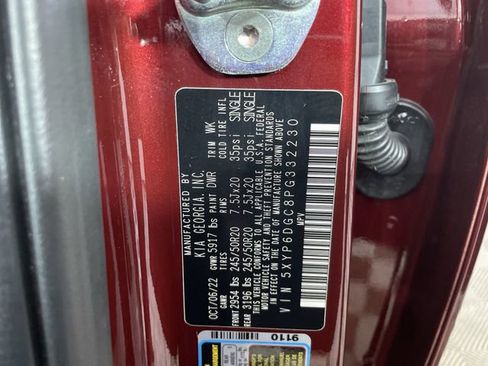 MANUFACTURED BY
KIA GEORGIA, INC.
OCT/06/22 GVWR 5917 lbs PAINT DWR TRIM WK
GAWR TIRES RIMS COLD TIRE INFL
FRONT 2954 lbs 245/50R20 7.5Jx20 35psi SINGLE
REAR 3196 lbs 245/50R20 7.5Jx20 35psi SINGLE
THIS VEHICLE CONFORMS TO ALL APPLICABLE U.S.A. FEDERAL
MOTOR VEHICLE SAFETY AND THEFT PREVENTION
STANDARDS IN EFFECT ON THE DATE OF MANUFACTURE SHOWN ABOVE
VIN 5XYP6DGC8PG332230
MPV
9110